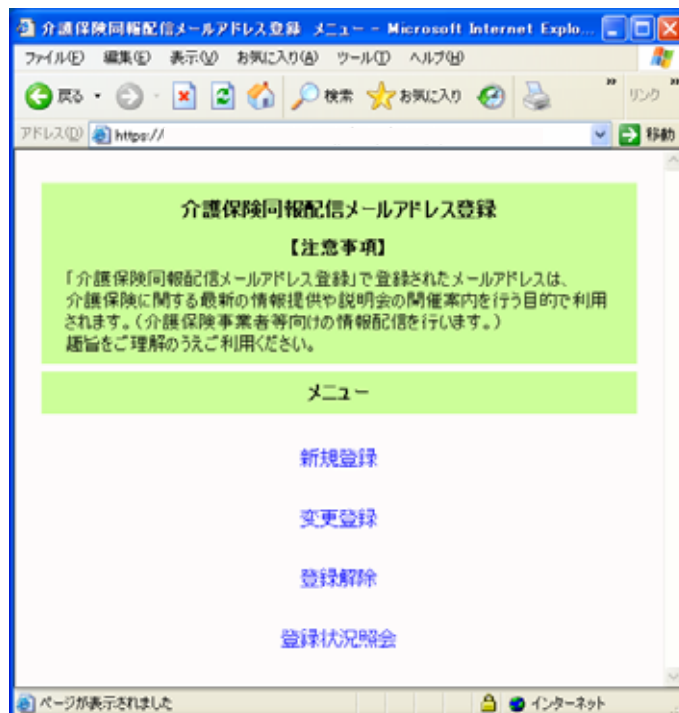 介護保険同報配信メールアドレス登録 メニュー - Microsoft Internet Explo...
ファイル(F) 編集(E) 表示(V) お気に入り(A) ツール(T) ヘルプ(H)
戻る 検索 お気に入り リンク
アドレス(D) https:// 移動
介護保険同報配信メールアドレス登録
【注意事項】
「介護保険同報配信メールアドレス登録」で登録されたメールアドレスは、
介護保険に関する最新の情報提供や説明会の開催案内を行う目的で利用
されます。(介護保険事業者等向けの情報配信を行います。)
趣旨をご理解のうえご利用ください。
メニュー
新規登録
変更登録
登録解除
登録状況照会
ページが表示されました インターネット